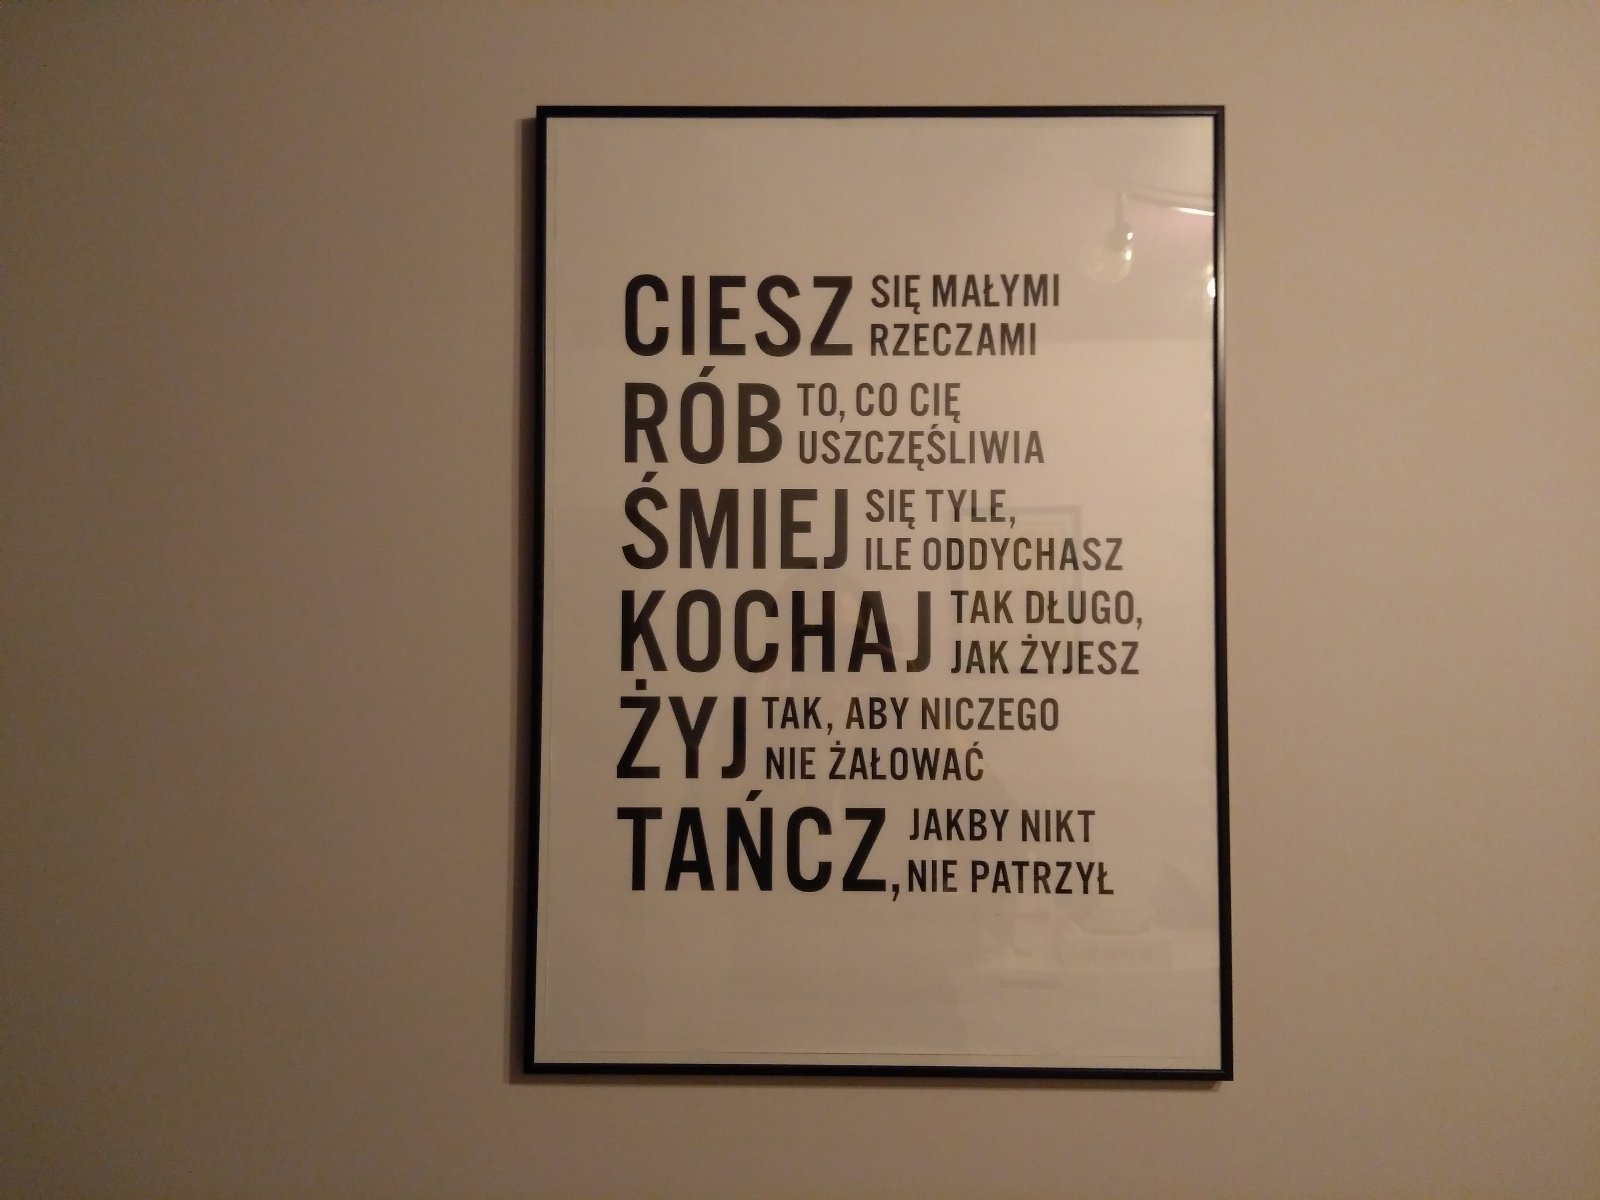 CIESZ SIĘ MAŁYMI
RZECZAMI
RÓB TO, CO CIĘ
USZCZĘŚLIWIA
ŚMIEJ SIĘ TYLE,
ILE ODDYCHASZ
KOCHAJ TAK DŁUGO,
JAK ŻYJESZ
ŻYJ TAK, ABY NICZEGO
NIE ŻAŁOWAĆ
TAŃCZ, JAKBY NIKT
NIE PATRZYŁ